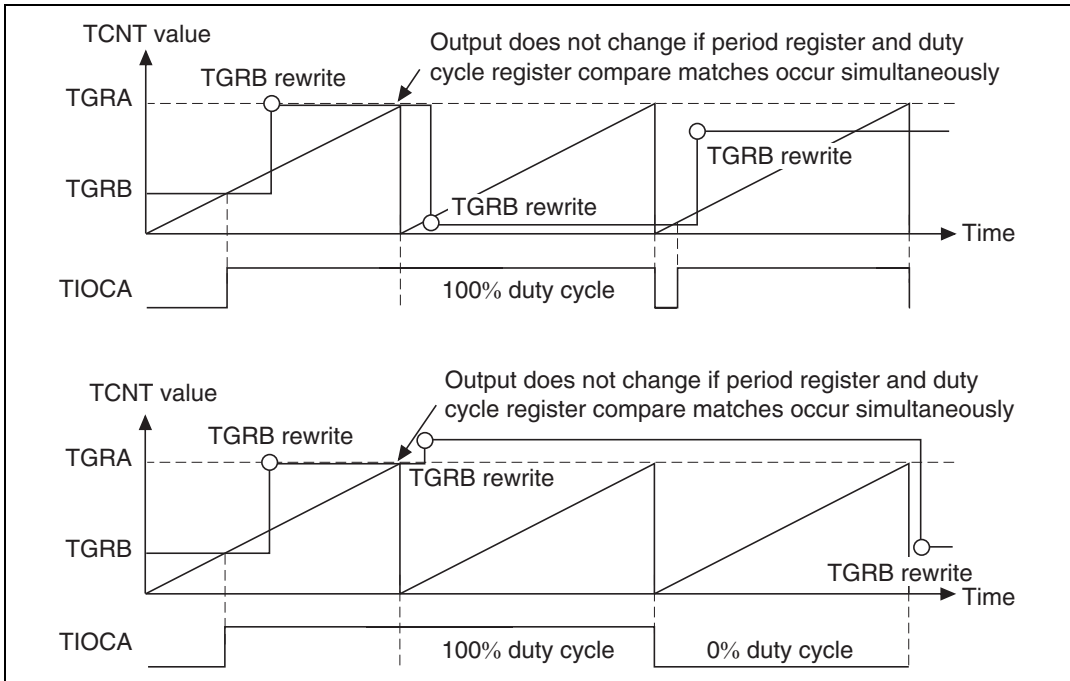 TCNT value
Output does not change if period register and duty
cycle register compare matches occur simultaneously
TGRB rewrite
TGRA
TGRB rewrite
TGRB
TGRB rewrite
Time
TIOCA
100% duty cycle
Output does not change if period register and duty
cycle register compare matches occur simultaneously
TCNT value
TGRB rewrite
TGRA
TGRB rewrite
TGRB
TGRB rewrite
Time
TIOCA
100% duty cycle
0% duty cycle